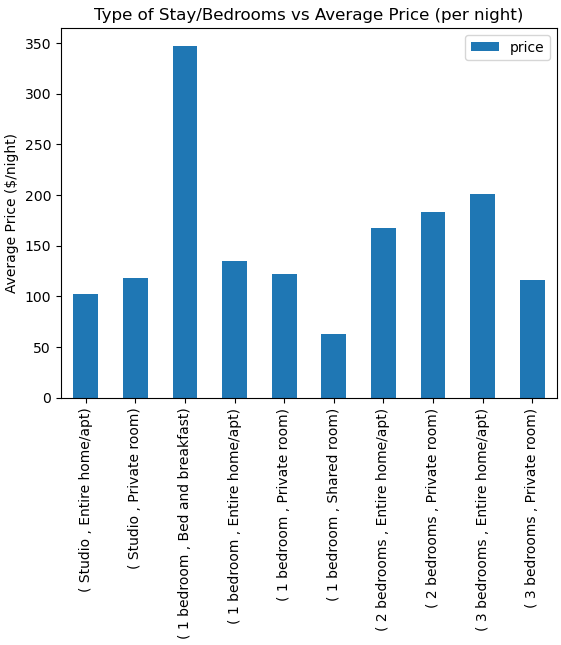 Type of Stay/Bedrooms vs Average Price (per night)
price
Average Price ($/night)
350
300
250
200
150
100
50
0
( Studio , Entire home/apt)
( Studio , Private room)
( 1 bedroom , Bed and breakfast)
( 1 bedroom , Entire home/apt)
( 1 bedroom , Private room)
( 1 bedroom , Shared room)
( 2 bedrooms , Entire home/apt)
( 2 bedrooms , Private room)
( 3 bedrooms , Entire home/apt)
( 3 bedrooms , Private room)